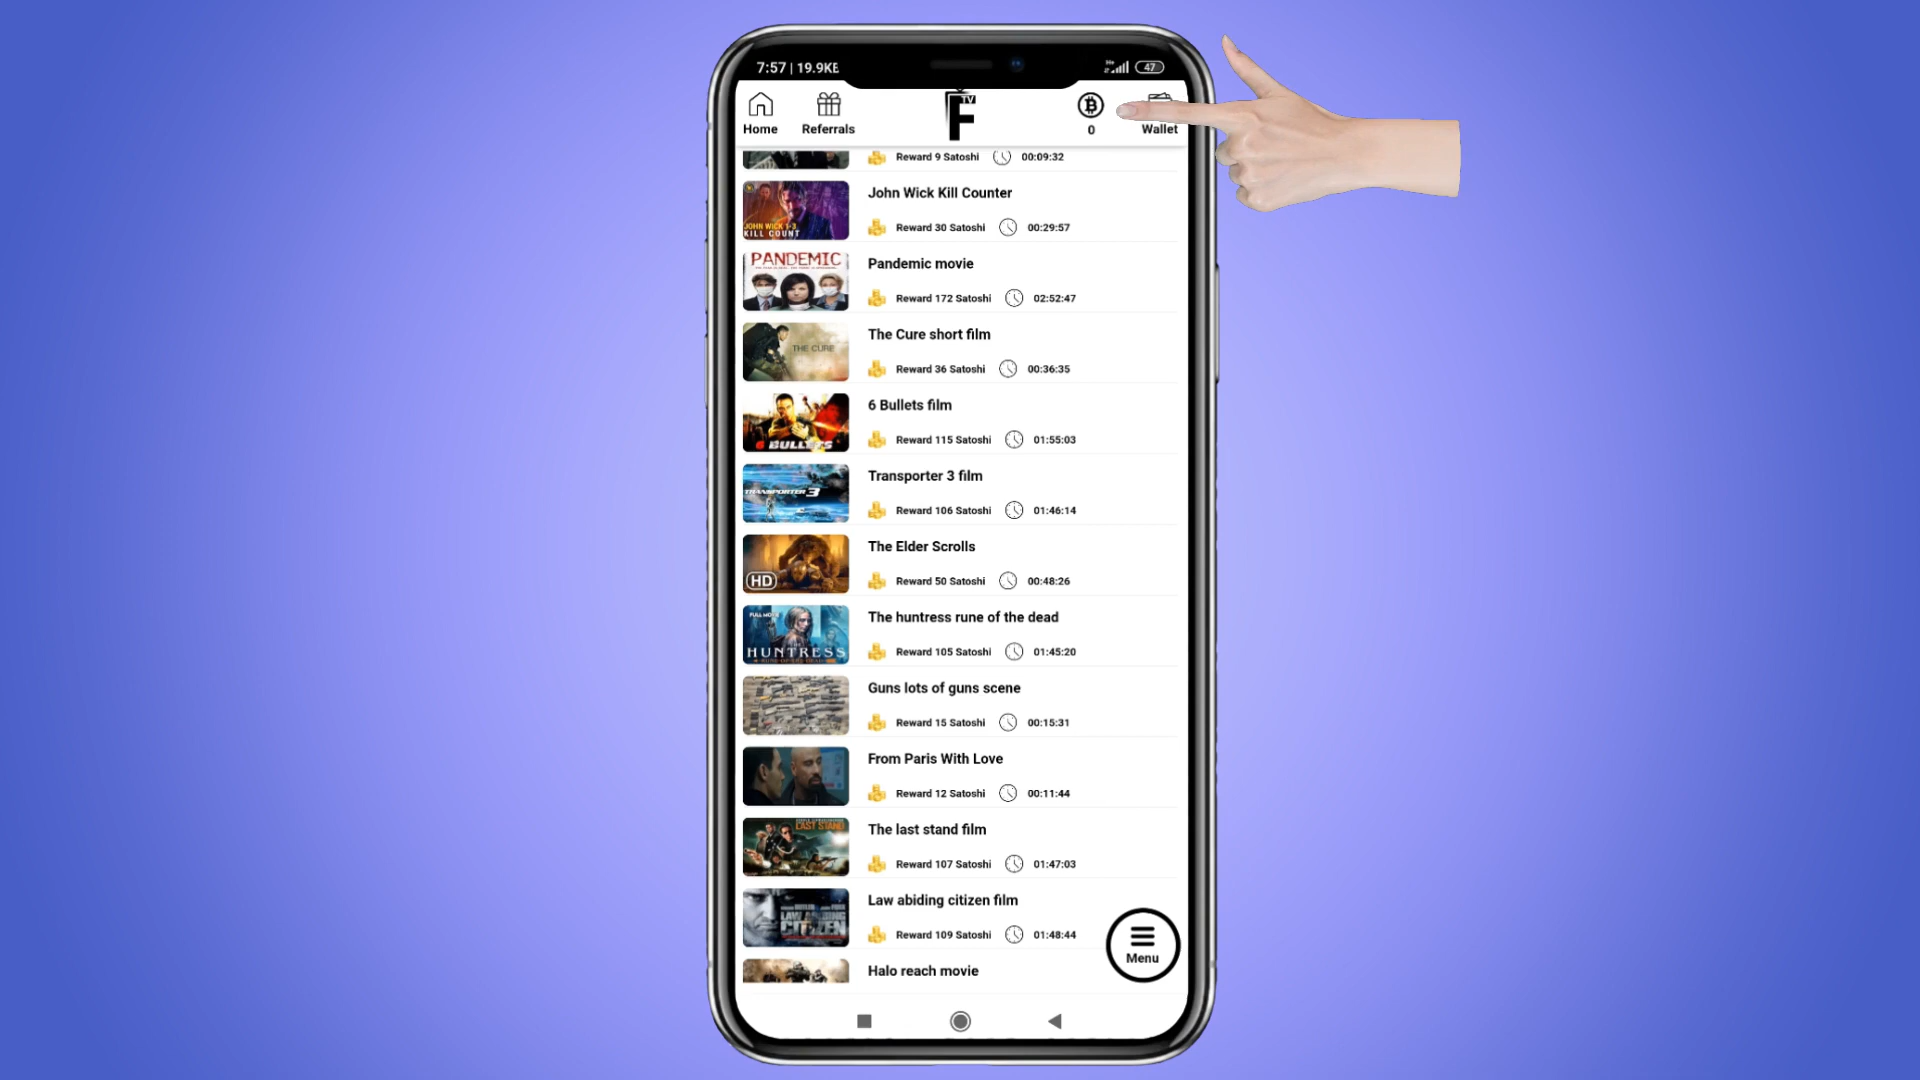 7:57 | 19.9KB
47
Home
Referrals
TV
F
0
Wallet
Reward 9 Satoshi 00:09:32
JOHN WICK 1-3
KILL COUNT
John Wick Kill Counter
Reward 30 Satoshi 00:29:57
PANDEMIC
Pandemic movie
Reward 172 Satoshi 02:52:47
THE CURE
The Cure short film
Reward 36 Satoshi 00:36:35
BULLETS
6 Bullets film
Reward 115 Satoshi 01:55:03
TRANSPORTER 3
Transporter 3 film
Reward 106 Satoshi 01:46:14
HD
The Elder Scrolls
Reward 50 Satoshi 00:48:26
FULL MOVIE
HUNTRESS
The huntress rune of the dead
Reward 105 Satoshi 01:45:20
Guns lots of guns scene
Reward 15 Satoshi 00:15:31
From Paris With Love
Reward 12 Satoshi 00:11:44
LAST STAND
The last stand film
Reward 107 Satoshi 01:47:03
LAW ABIDING
CITIZEN
Law abiding citizen film
Reward 109 Satoshi 01:48:44
Halo reach movie
Menu